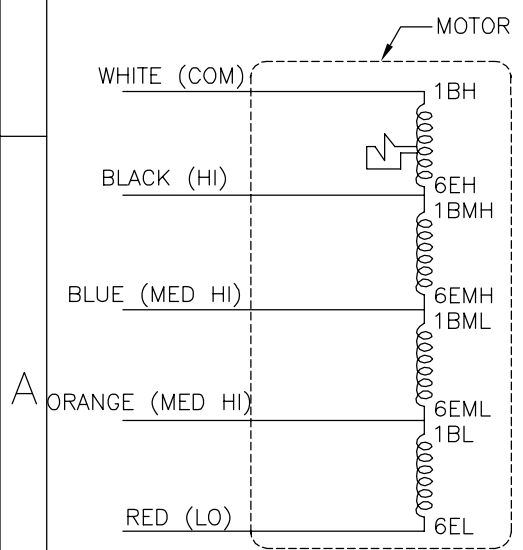 MOTOR
WHITE (COM)
1BH
BLACK (HI)
6EH
1BMH
BLUE (MED HI)
6EMH
1BML
A
ORANGE (MED HI)
6EML
1BL
RED (LO)
6EL